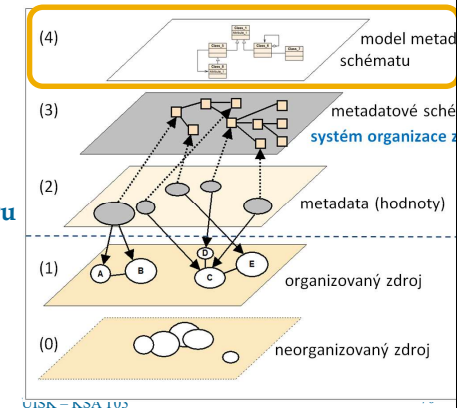 (4)
model metad
schématu
(3)
metadatové sché
systém organizace z
(2)
metadata (hodnoty)
u
(1)
A
B
D
C
E
organizovaný zdroj
(0)
neorganizovaný zdroj